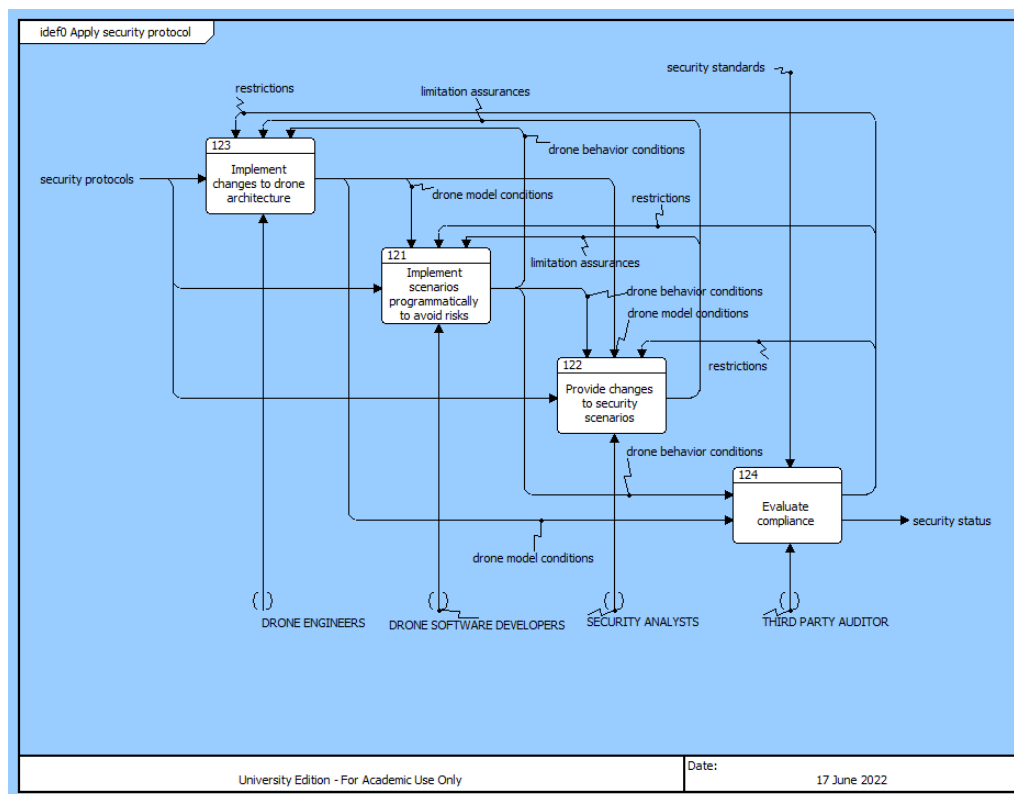 idef0 Apply security protocol
security standards
restrictions
limitation assurances
123
Implement
changes to drone
architecture
drone behavior conditions
security protocols
drone model conditions
restrictions
121
Implement
scenarios
programmatically
to avoid risks
limitation assurances
drone behavior conditions
drone model conditions
122
Provide changes
to security
scenarios
restrictions
drone behavior conditions
124
Evaluate
compliance
security status
drone model conditions
DRONE ENGINEERS
DRONE SOFTWARE DEVELOPERS
SECURITY ANALYSTS
THIRD PARTY AUDITOR
University Edition - For Academic Use Only
Date:
17 June 2022